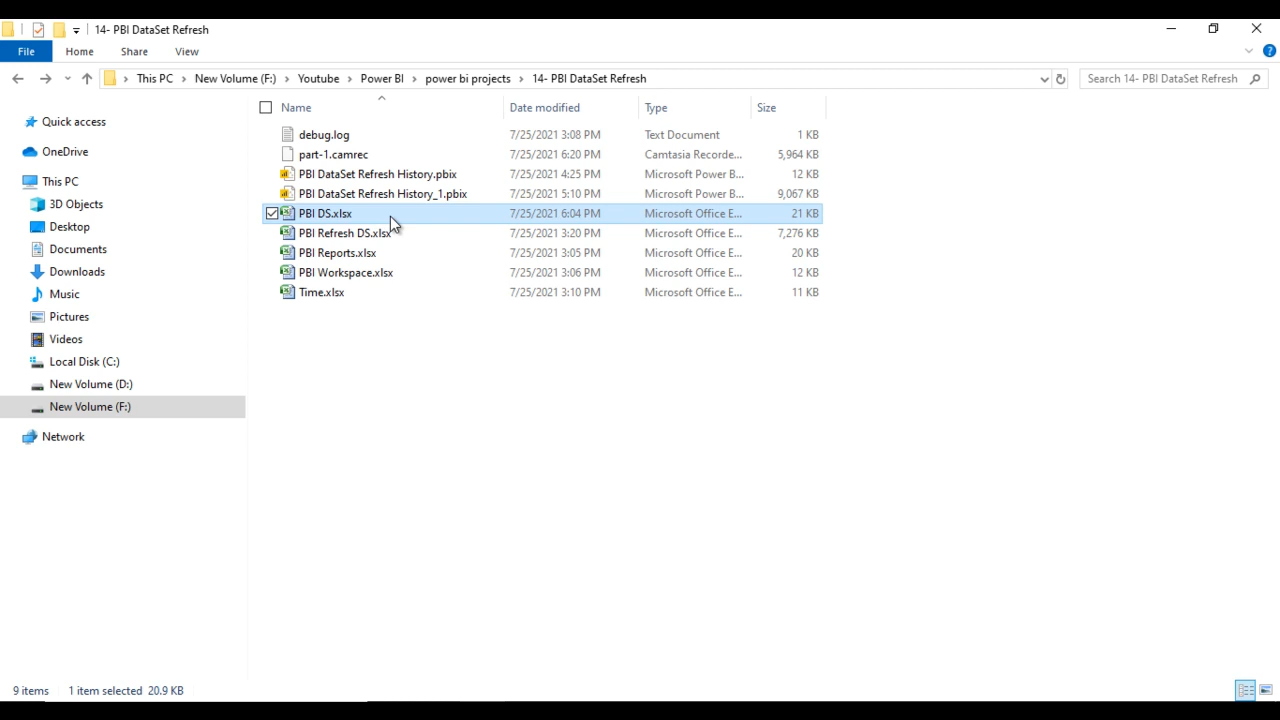 14- PBI DataSet Refresh
File Home Share View
This PC New Volume (F:) Youtube Power BI power bi projects 14- PBI DataSet Refresh Search 14- PBI DataSet Refresh
Name Date modified Type Size
Quick access
OneDrive
This PC
3D Objects
Desktop
Documents
Downloads
Music
Pictures
Videos
Local Disk (C:)
New Volume (D:)
New Volume (F:)
Network
debug.log 7/25/2021 3:08 PM Text Document 1 KB
part-1.camrec 7/25/2021 6:20 PM Camtasia Recorde... 5,964 KB
PBI DataSet Refresh History.pbix 7/25/2021 4:25 PM Microsoft Power B... 12 KB
PBI DataSet Refresh History_1.pbix 7/25/2021 5:10 PM Microsoft Power B... 9,067 KB
PBI DS.xlsx 7/25/2021 6:04 PM Microsoft Office E... 21 KB
PBI Refresh DS.xlsx 7/25/2021 3:20 PM Microsoft Office E... 7,276 KB
PBI Reports.xlsx 7/25/2021 3:05 PM Microsoft Office E... 20 KB
PBI Workspace.xlsx 7/25/2021 3:06 PM Microsoft Office E... 12 KB
Time.xlsx 7/25/2021 3:10 PM Microsoft Office E... 11 KB
9 items 1 item selected 20.9 KB